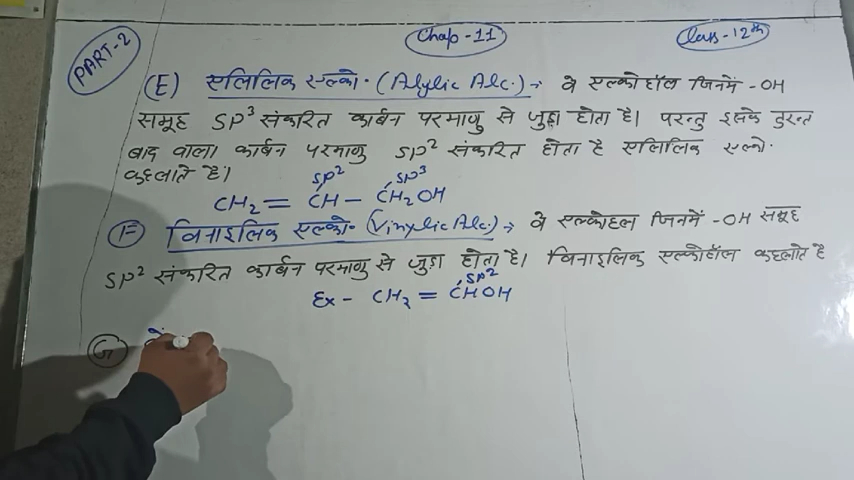 PART-2
Chap-11
Class-12th
(E) एलिलिक एल्को. (Allylic Alc.) :- वे एल्कोहॉल जिनमें -OH
समूह SP³ संकरित कार्बन परमाणु से जुड़ा होता है। परन्तु इसके तुरन्त
बाद वाला कार्बन परमाणु SP² संकरित होता है एलिलिक एल्को.
कहलाते है।
SP² SP³
CH₂ = CH - CH₂OH
(F) विनाइलिक एल्को. (Vinylic Alc.) :- वे एल्कोहल जिनमें -OH समूह
SP² संकरित कार्बन परमाणु से जुड़ा होता है। विनाइलिक एल्कोहॉल कहलाते है
SP²
Ex - CH₂ = CHOH
(G)